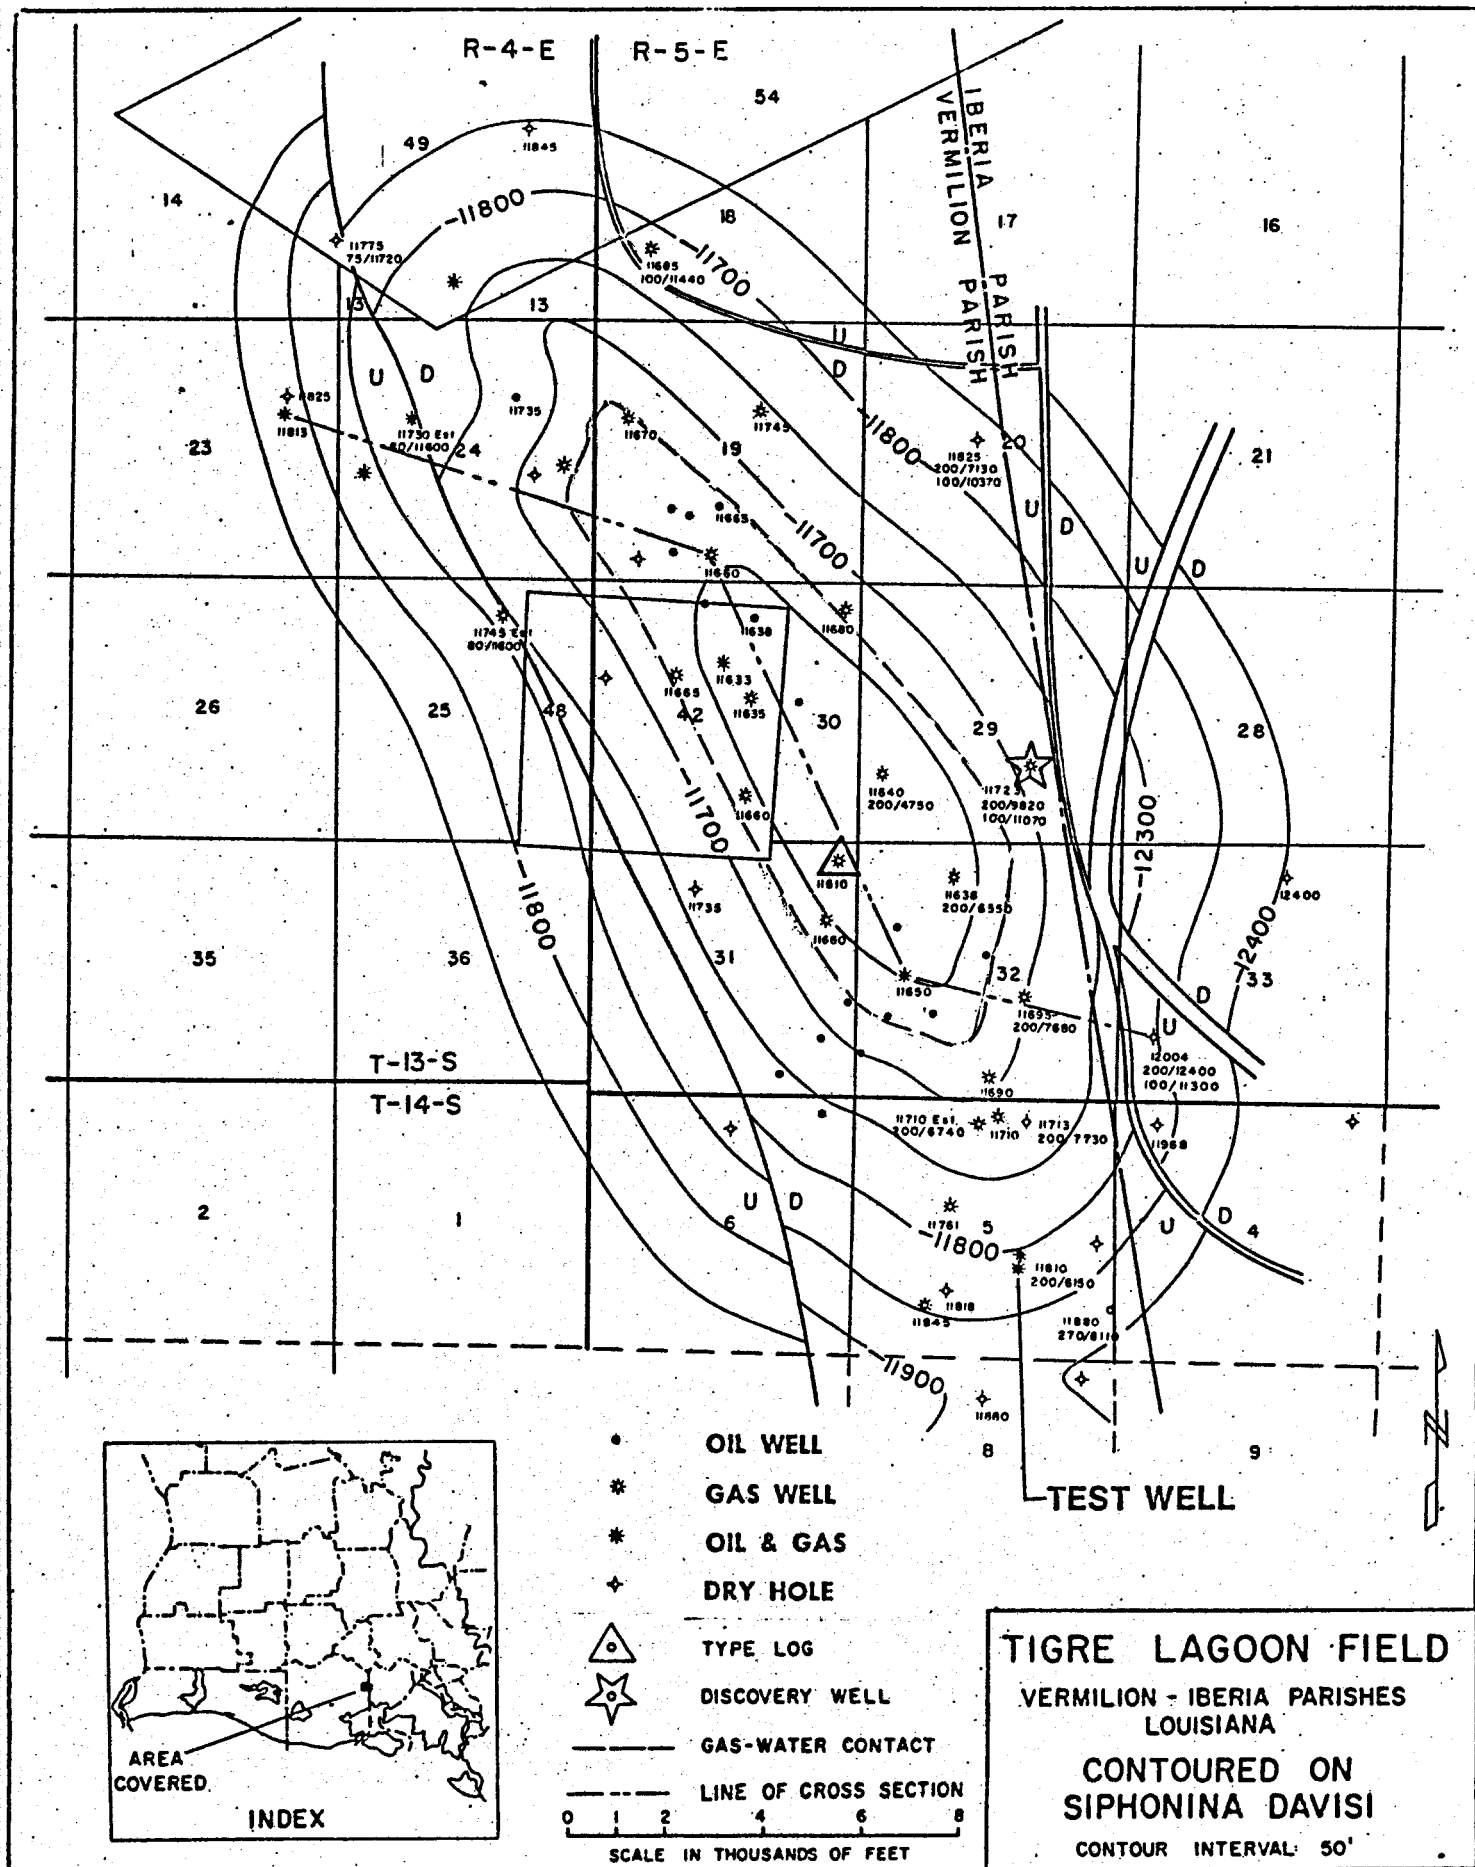 R-4-E
R-5-E
54
IBERIA PARISH
VERMILION PARISH
49
11845
14
-11800
18
17
16
11775
75/11720
11685
100/11440
-11700
13
13
U
D
U
D
11825
11813
11730 Est
80/11600
24
11735
11670
11745
19
-11800
20
11825
200/7130
100/10370
21
23
U
D
11665
-11700
11660
U
D
11745 Est
80/11600
11638
11680
11665
11633
11635
26
25
48
42
30
29
28
11640
200/4750
11723
200/9820
100/11070
11660
-11700
-12300
11610
-11800
11735
11636
200/6550
12400
11660
-12400
35
36
31
32
33
11650
11695
200/7680
D
U
12004
200/12400
100/11300
T-13-S
T-14-S
11690
11710 Est.
200/6740
11710
11713
200/7730
11968
U
D
2
1
6
11761
5
-11800
U
D
4
11810
200/6150
11818
11845
11880
-11900
8
9
TEST WELL
N
OIL WELL
GAS WELL
OIL & GAS
DRY HOLE
TYPE LOG
DISCOVERY WELL
GAS-WATER CONTACT
LINE OF CROSS SECTION
0 1 2 4 6 8
SCALE IN THOUSANDS OF FEET
AREA
COVERED
INDEX
TIGRE LAGOON FIELD
VERMILION - IBERIA PARISHES
LOUISIANA
CONTOURED ON
SIPHONINA DAVISI
CONTOUR INTERVAL: 50'